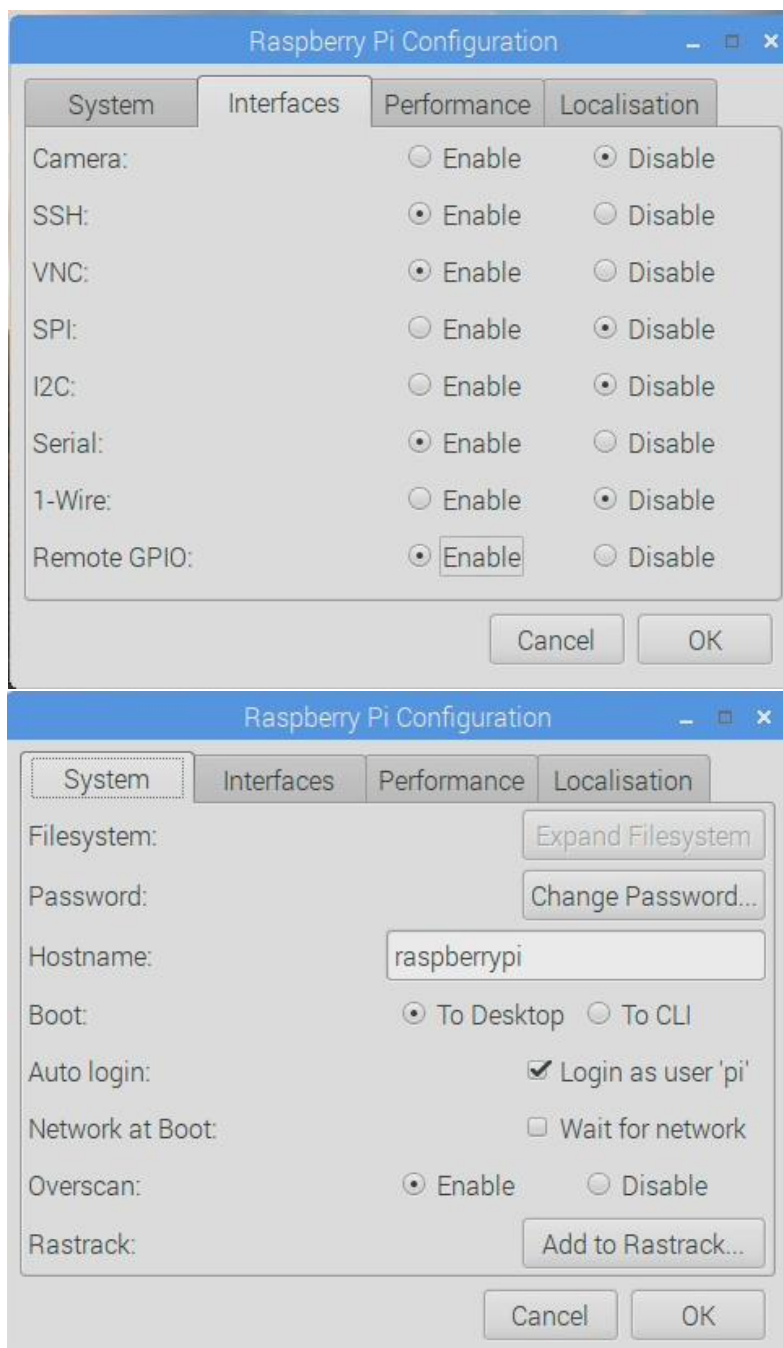 Raspberry Pi Configuration
System Interfaces Performance Localisation
Camera: Enable Disable
SSH: Enable Disable
VNC: Enable Disable
SPI: Enable Disable
I2C: Enable Disable
Serial: Enable Disable
1-Wire: Enable Disable
Remote GPIO: Enable Disable
Cancel OK
Raspberry Pi Configuration
System Interfaces Performance Localisation
Filesystem: Expand Filesystem
Password: Change Password...
Hostname: raspberrypi
Boot: To Desktop To CLI
Auto login: Login as user 'pi'
Network at Boot: Wait for network
Overscan: Enable Disable
Rastrack: Add to Rastrack...
Cancel OK